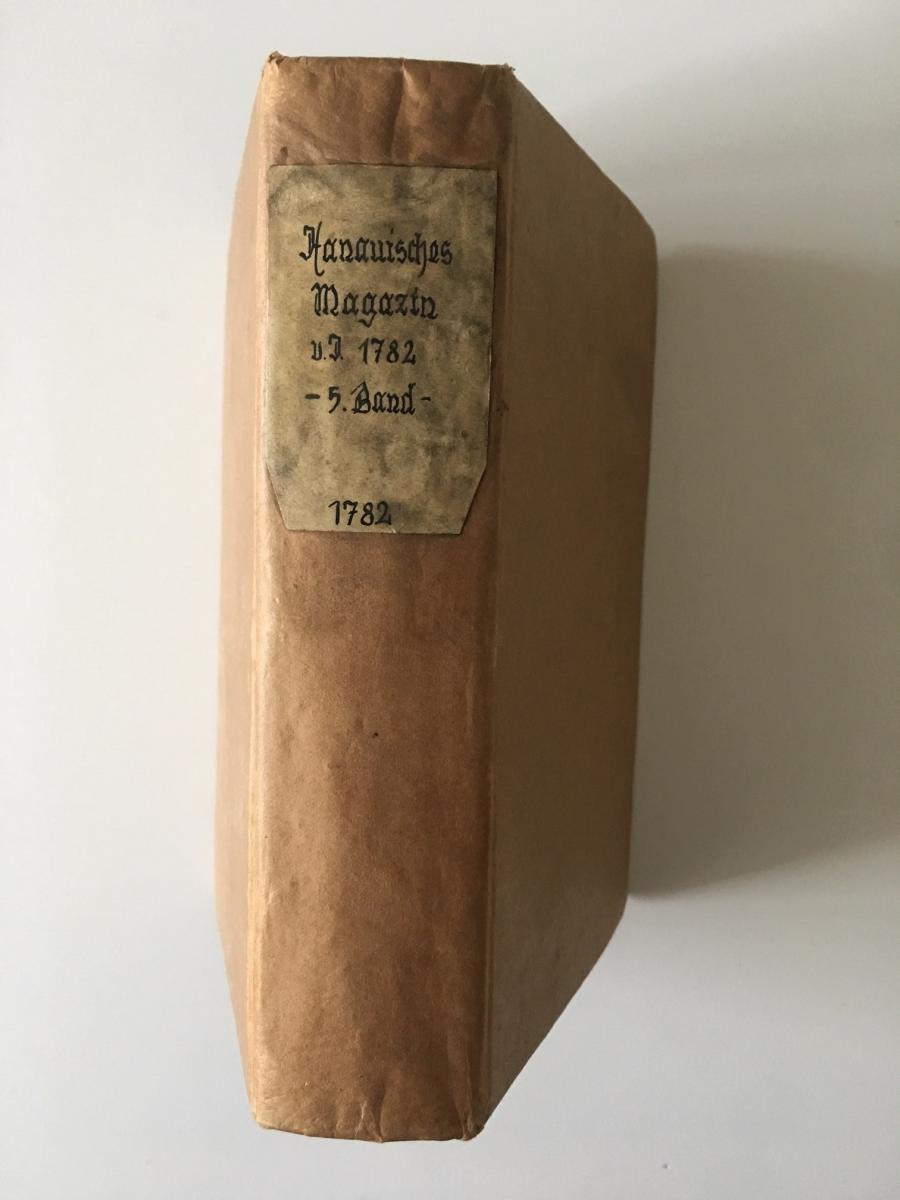 Hanauisches
Magazin
v.J. 1782
- 5. Band -
1782